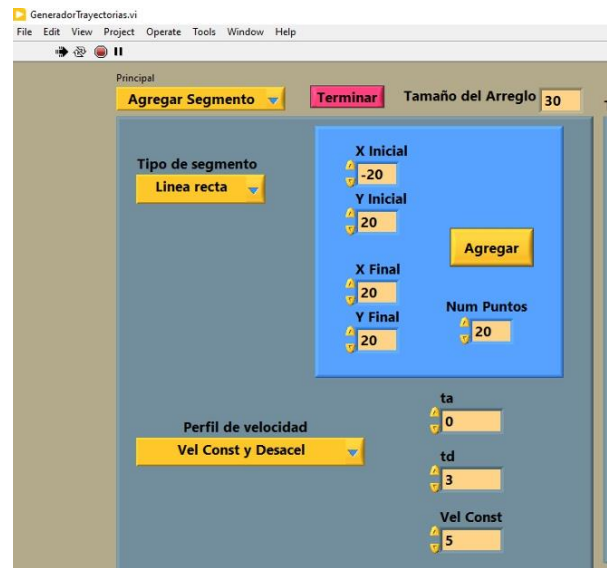 GeneradorTrayectorias.vi
File Edit View Project Operate Tools Window Help
Principal
Agregar Segmento
Terminar
Tamaño del Arreglo 30
Tipo de segmento
Linea recta
X Inicial
-20
Y Inicial
20
Agregar
X Final
20
Y Final
20
Num Puntos
20
Perfil de velocidad
Vel Const y Desacel
ta
0
td
3
Vel Const
5